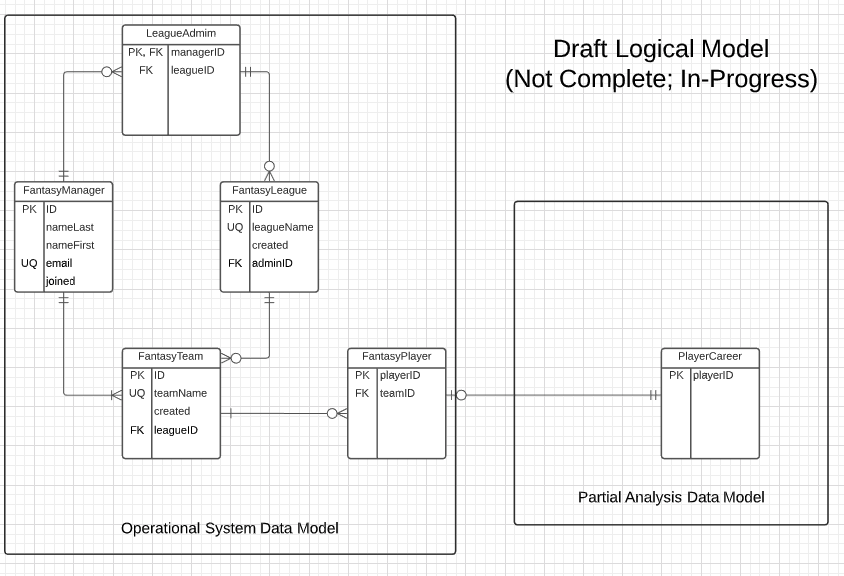 Draft Logical Model
(Not Complete; In-Progress)
LeagueAdmim
PK, FK managerID
FK leagueID
FantasyManager
PK ID
nameLast
nameFirst
UQ email
joined
FantasyLeague
PK ID
UQ leagueName
created
FK adminID
FantasyTeam
PK ID
UQ teamName
created
FK leagueID
FantasyPlayer
PK playerID
FK teamID
PlayerCareer
PK playerID
Partial Analysis Data Model
Operational System Data Model